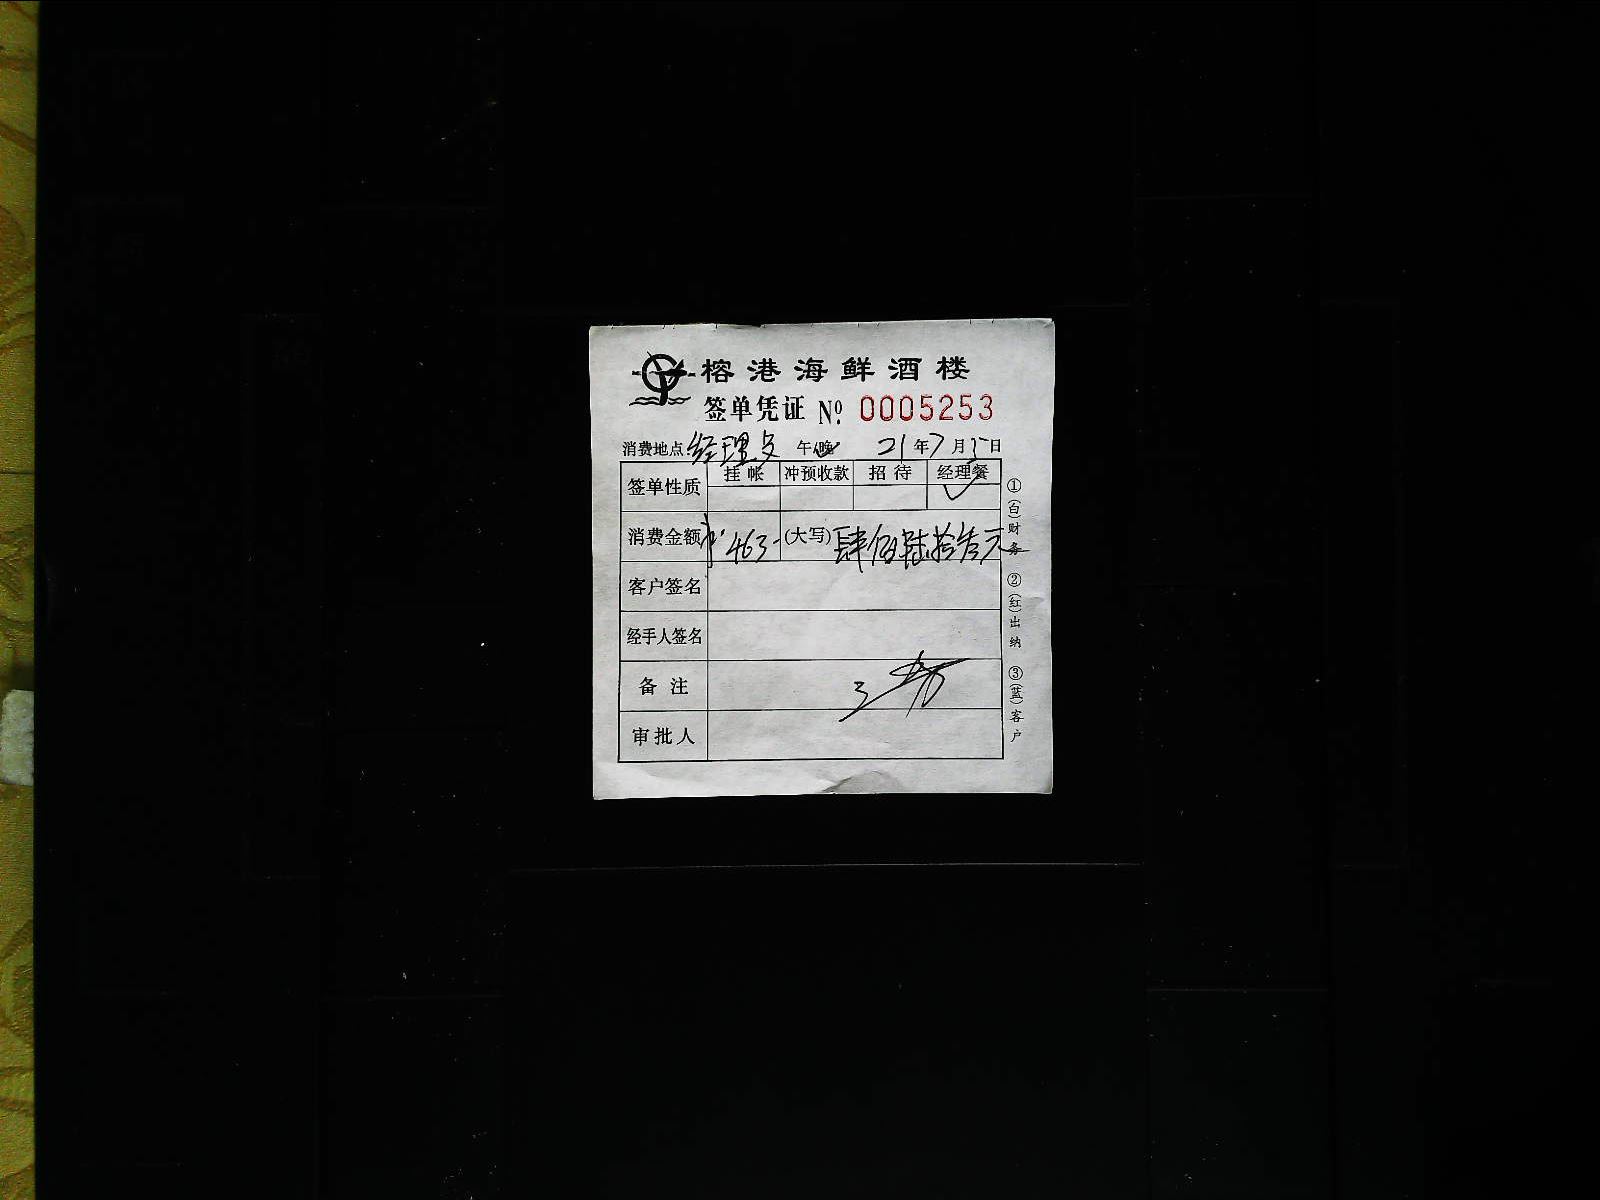 榕港海鲜酒楼
签单凭证 Nº 0005253
消费地点 经理 午 晚 21年7月15日
签单性质 挂帐 冲预收款 招待 经理餐
消费金额 ¥:463- (大写) 肆佰陆拾叁元
客户签名
经手人签名
备注
审批人
①(白)财务 ②(红)出纳 ③(蓝)客户